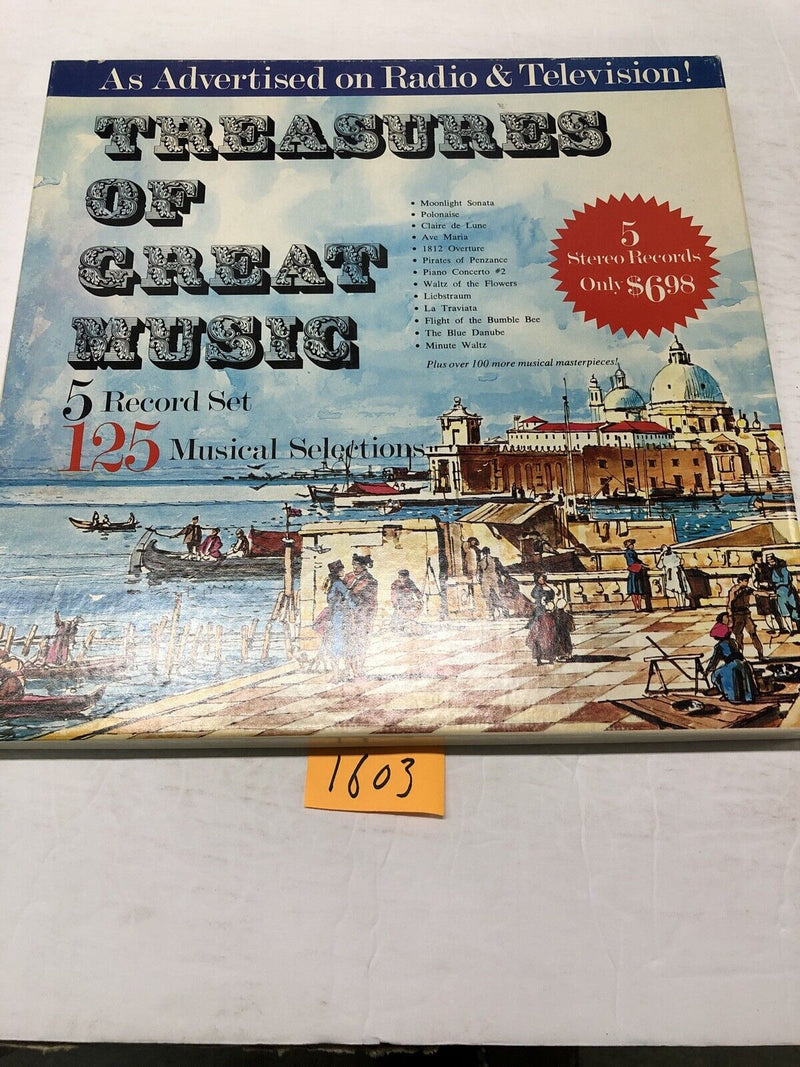 As Advertised on Radio & Television!
TREASURES
OF
GREAT
MUSIC
5 Record Set
125 Musical Selections
• Moonlight Sonata
• Polonaise
• Claire de Lune
• Ave Maria
• 1812 Overture
• Pirates of Penzance
• Piano Concerto #2
• Waltz of the Flowers
• Liebstraum
• La Traviata
• Flight of the Bumble Bee
• The Blue Danube
• Minute Waltz
Plus over 100 more musical masterpieces!
5
Stereo Records
Only $698
1603